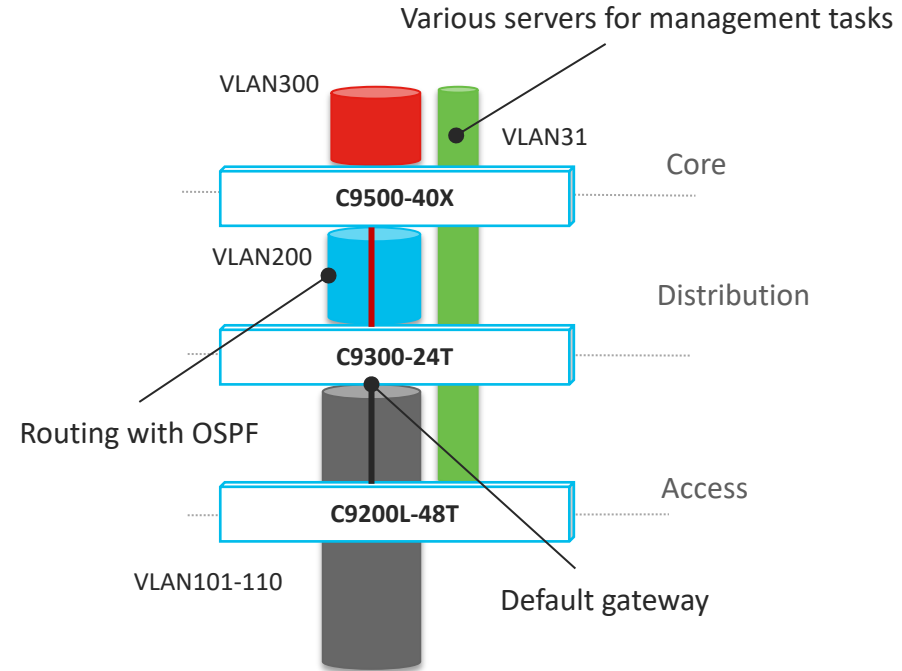 Various servers for management tasks
VLAN300
VLAN31
Core
C9500-40X
VLAN200
Distribution
C9300-24T
Routing with OSPF
Access
C9200L-48T
VLAN101-110
Default gateway